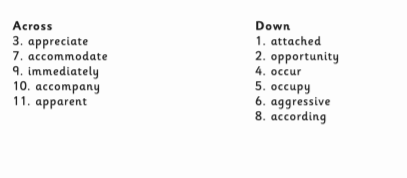 Across
3. appreciate
7. accommodate
9. immediately
10. accompany
11. apparent
Down
1. attached
2. opportunity
4. occur
5. occupy
6. aggressive
8. according